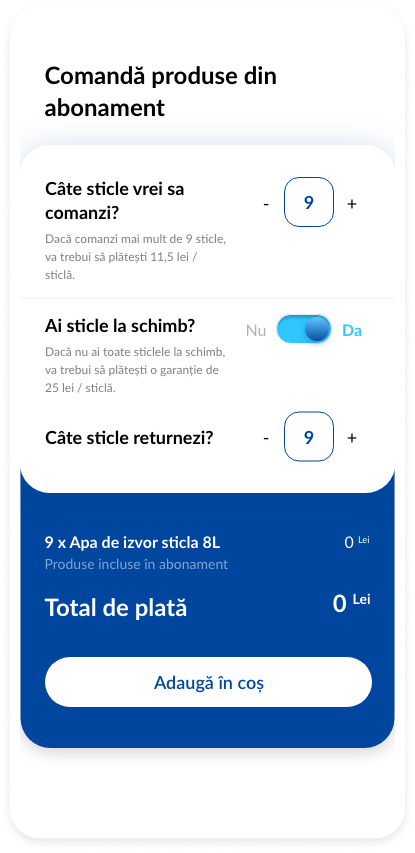 Comandă produse din
abonament
Câte sticle vrei sa
comanzi?
- 9 +
Dacă comanzi mai mult de 9 sticle,
va trebui să plătești 11,5 lei /
sticlă.
Ai sticle la schimb?
Nu Da
Dacă nu ai toate sticlele la schimb,
va trebui să plătești o garanție de
25 lei / sticlă.
Câte sticle returnezi?
- 9 +
9 x Apa de izvor sticla 8L
0 Lei
Produse incluse în abonament
Total de plată
0 Lei
Adaugă în coș